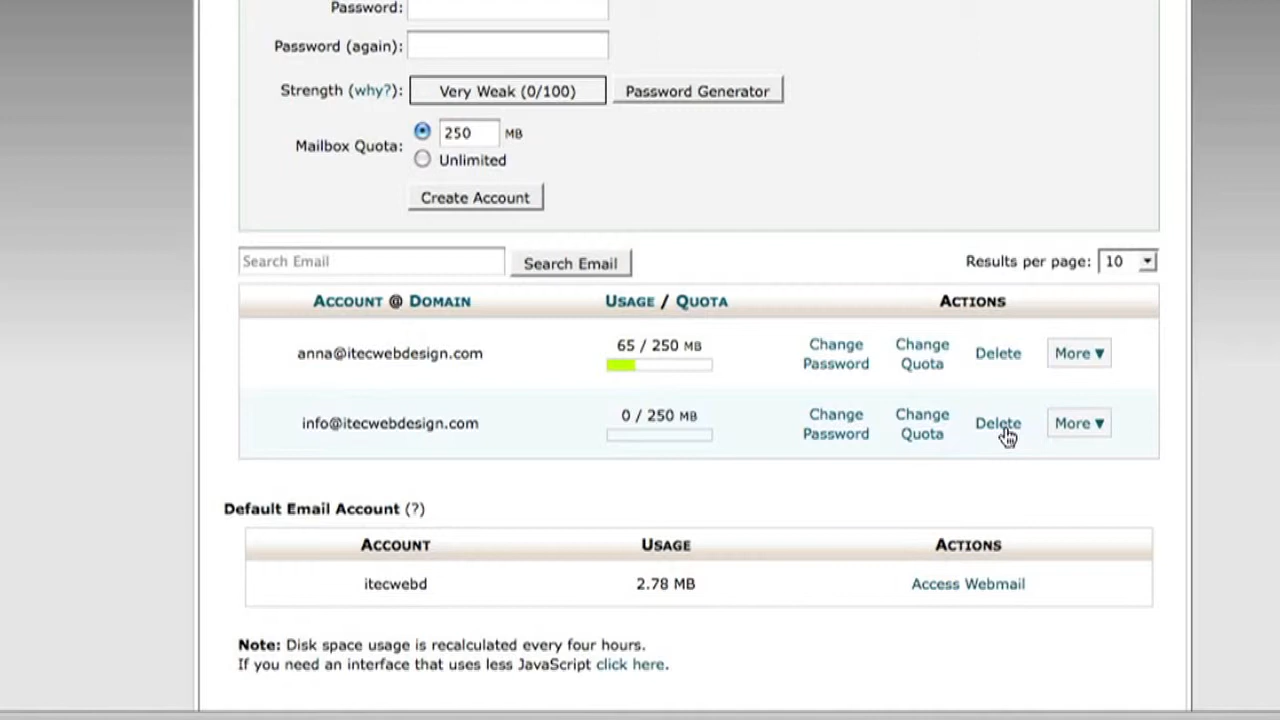 Password:
Password (again):
Strength (why?): Very Weak (0/100) Password Generator
Mailbox Quota: 250 MB
Unlimited
Create Account
Search Email Search Email Results per page: 10
ACCOUNT @ DOMAIN USAGE / QUOTA ACTIONS
anna@itecwebdesign.com 65 / 250 MB Change Password Change Quota Delete More ▼
info@itecwebdesign.com 0 / 250 MB Change Password Change Quota Delete More ▼
Default Email Account (?)
ACCOUNT USAGE ACTIONS
itecwebd 2.78 MB Access Webmail
Note: Disk space usage is recalculated every four hours.
If you need an interface that uses less JavaScript click here.